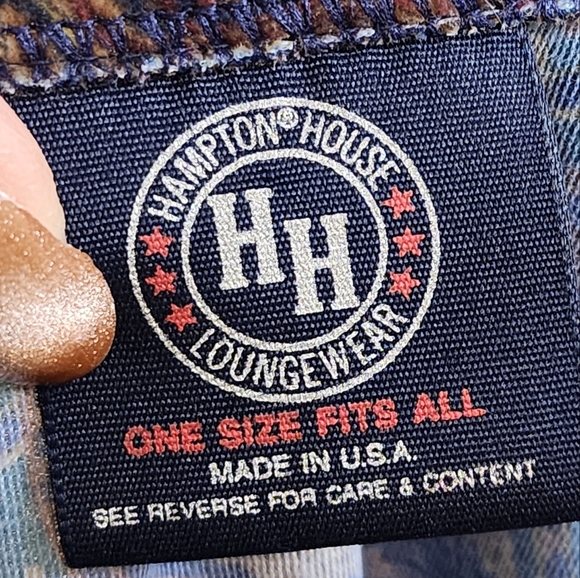 HAMPTON® HOUSE
HH
LOUNGEWEAR
ONE SIZE FITS ALL
MADE IN U.S.A.
SEE REVERSE FOR CARE & CONTENT